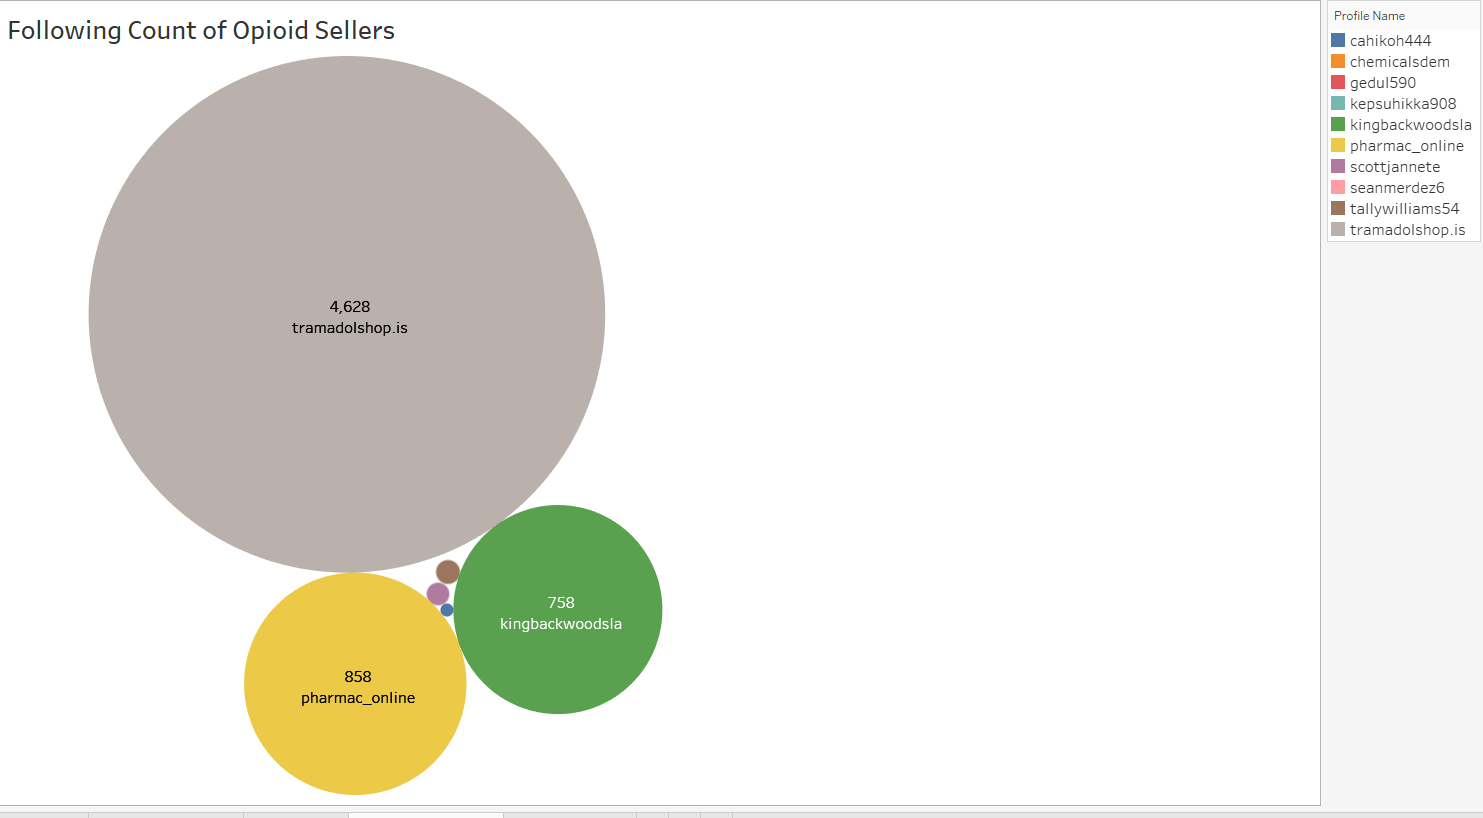 Following Count of Opioid Sellers
4,628
tramadolshop.is
758
kingbackwoodsla
858
pharmac_online
Profile Name
cahikoh444
chemicalsdem
gedul590
kepsuhikka908
kingbackwoodsla
pharmac_online
scottjannete
seanmerdez6
tallywilliams54
tramadolshop.is